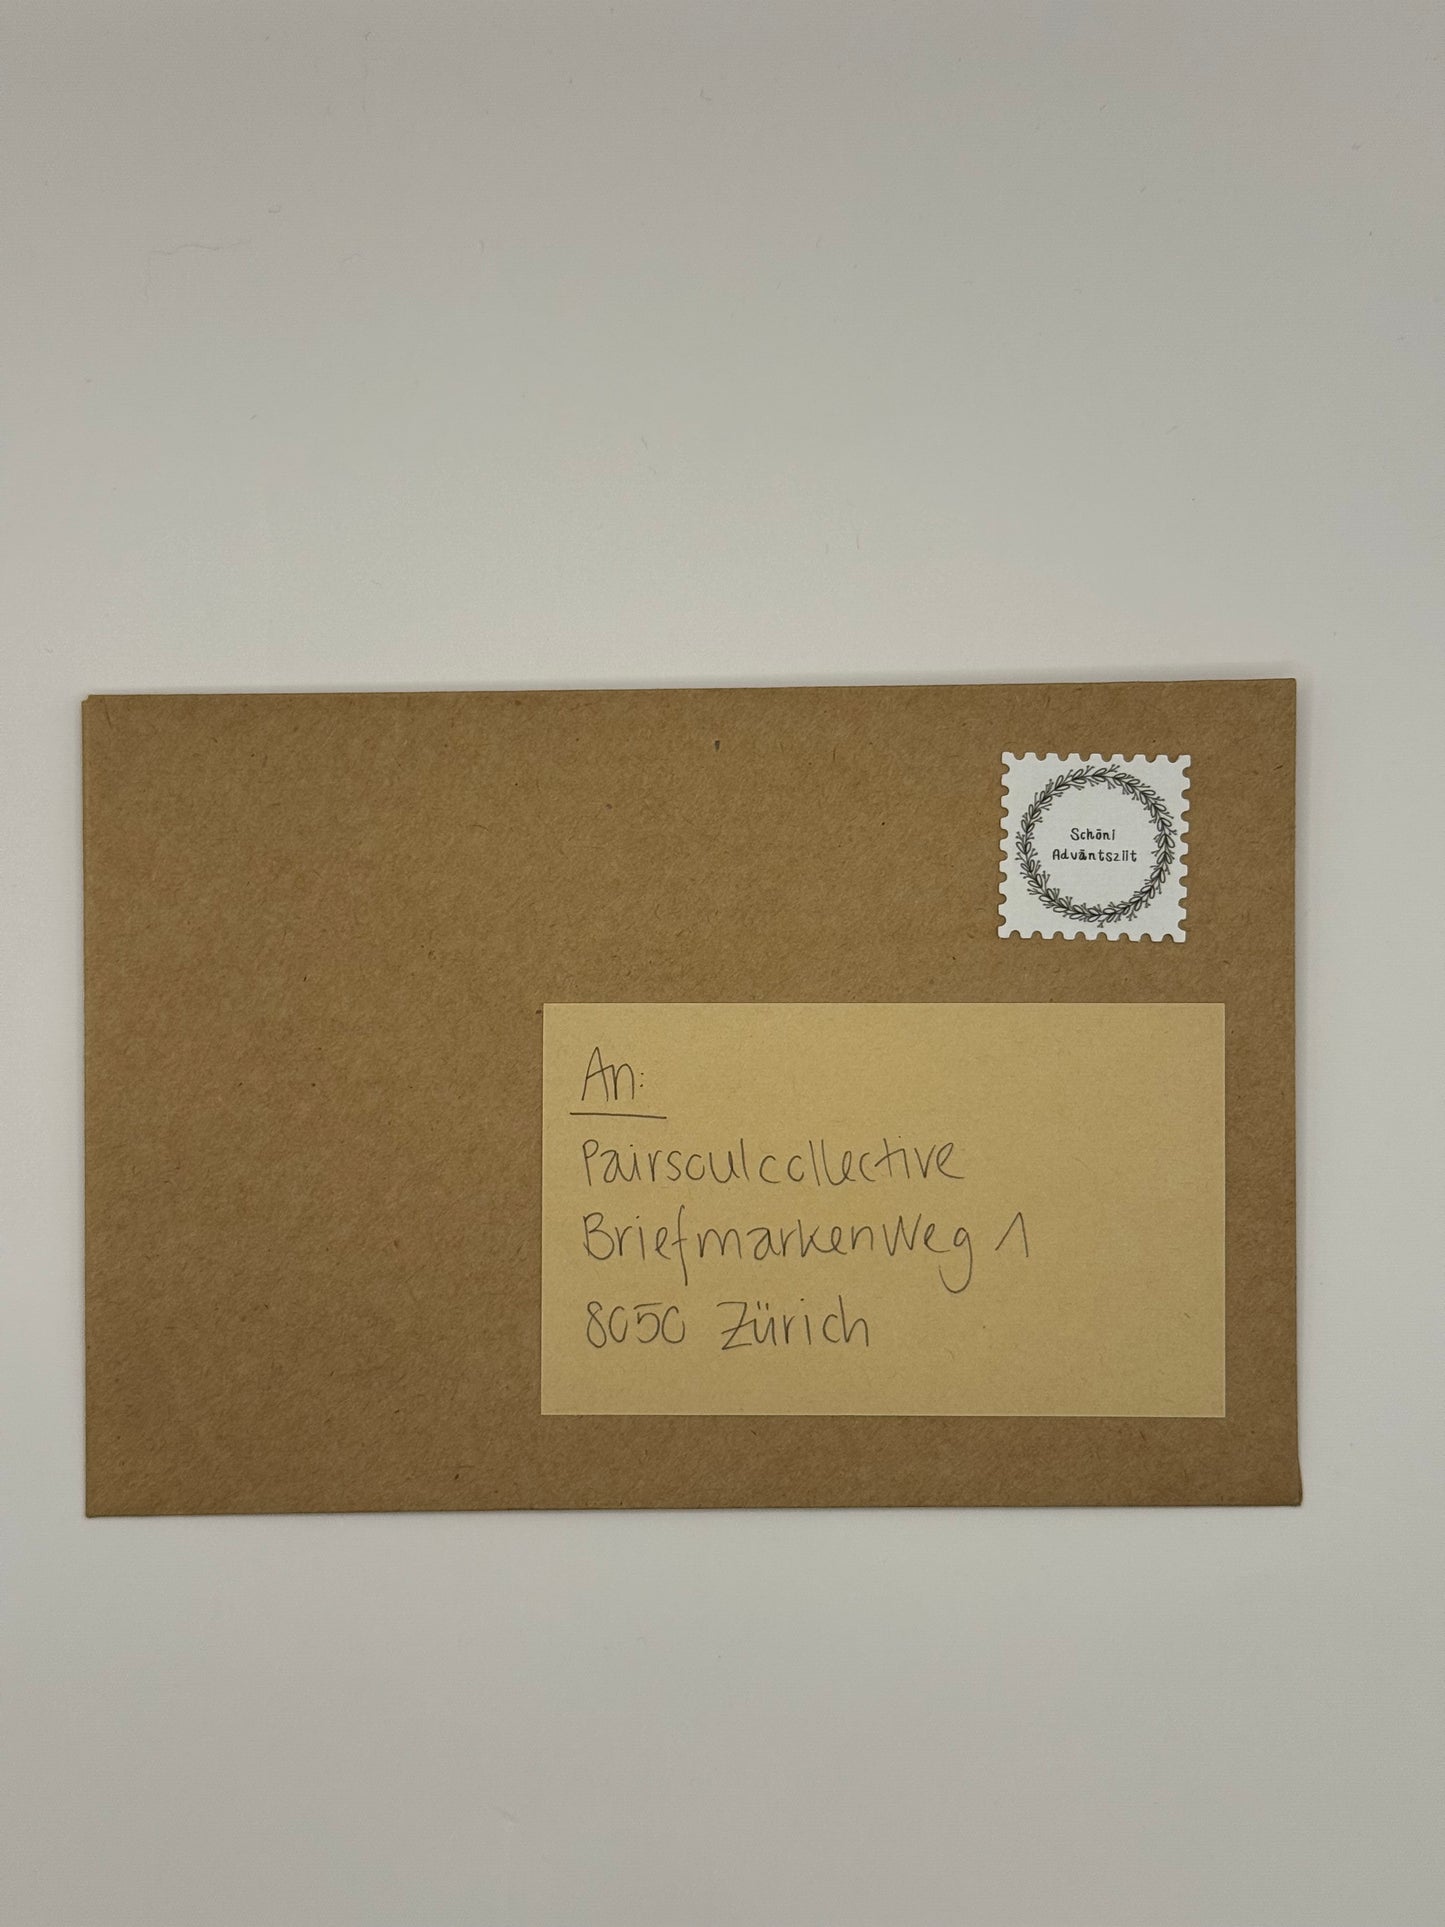 Schöni
Adväntsziit
An:
Pairsoulcollective
Briefmarkenweg 1
8050 Zürich